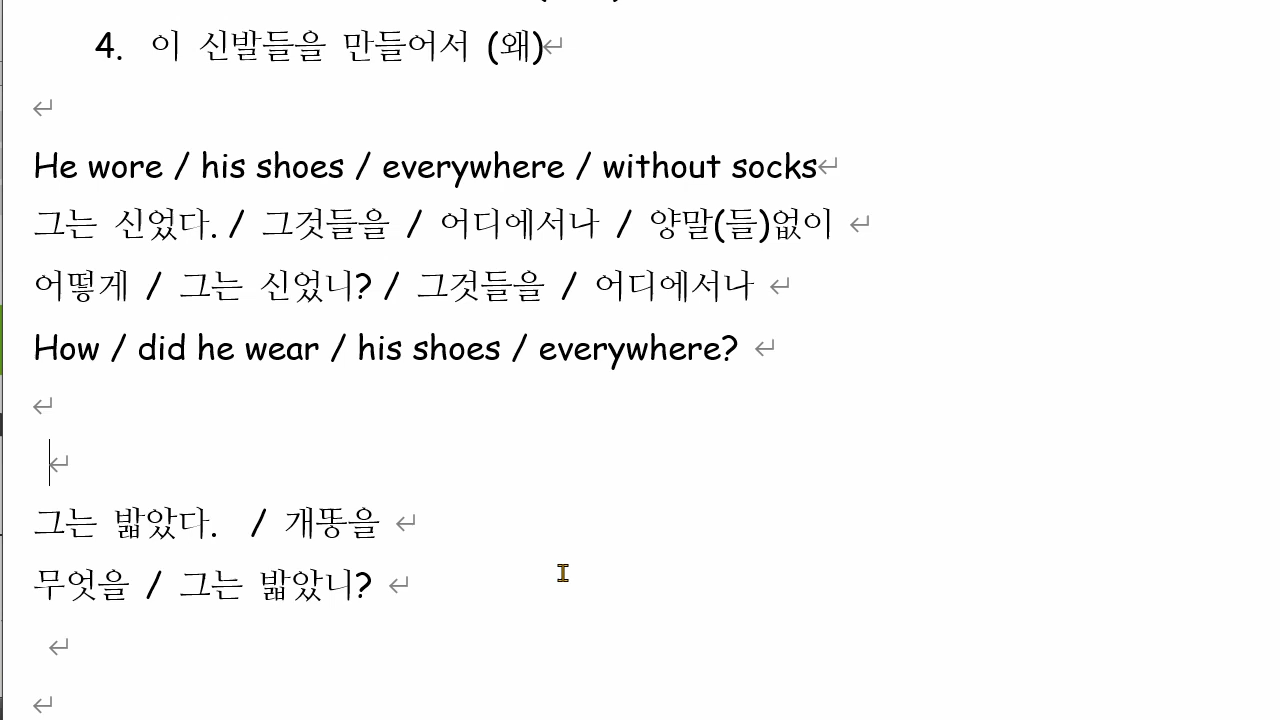 4. 이 신발들을 만들어서 (왜)
He wore / his shoes / everywhere / without socks
그는 신었다. / 그것들을 / 어디에서나 / 양말(들)없이
어떻게 / 그는 신었니? / 그것들을 / 어디에서나
How / did he wear / his shoes / everywhere?
그는 밟았다. / 개똥을
무엇을 / 그는 밟았니?